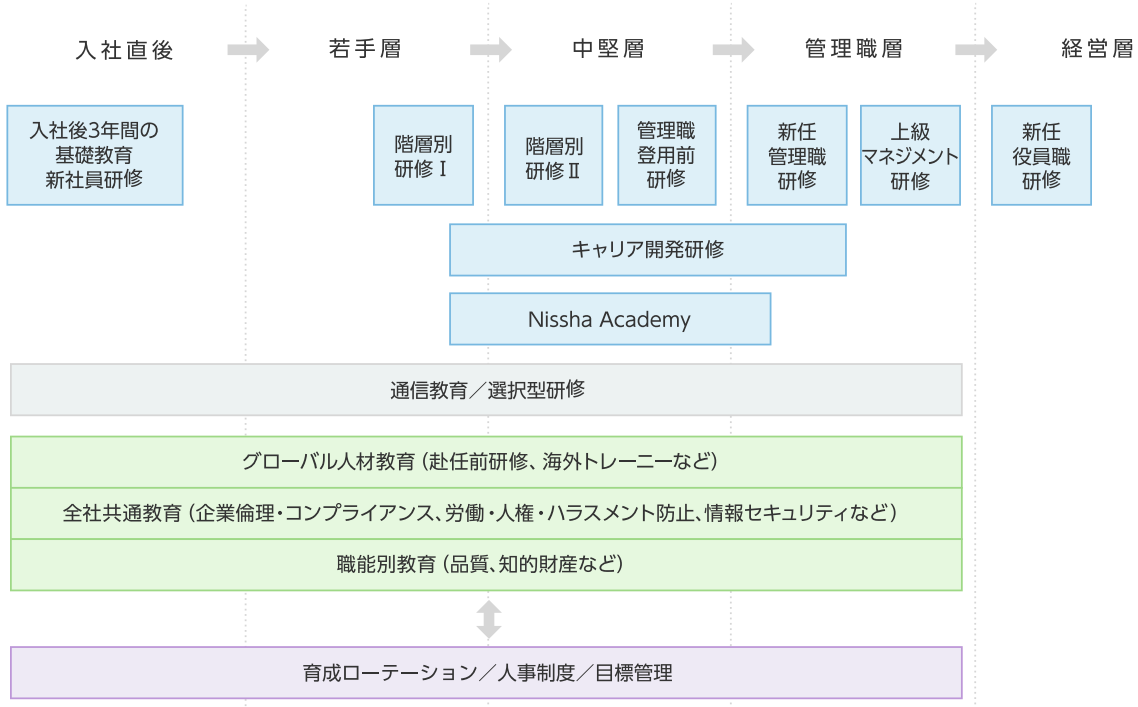 入社直後
若手層
中堅層
管理職層
経営層
入社後3年間の
基礎教育
新社員研修
階層別
研修Ⅰ
階層別
研修Ⅱ
管理職
登用前
研修
新任
管理職
研修
上級
マネジメント
研修
新任
役員職
研修
キャリア開発研修
Nissha Academy
通信教育／選択型研修
グローバル人材教育（赴任前研修、海外トレーニーなど）
全社共通教育（企業倫理・コンプライアンス、労働・人権・ハラスメント防止、情報セキュリティなど）
職能別教育（品質、知的財産など）
育成ローテーション／人事制度／目標管理